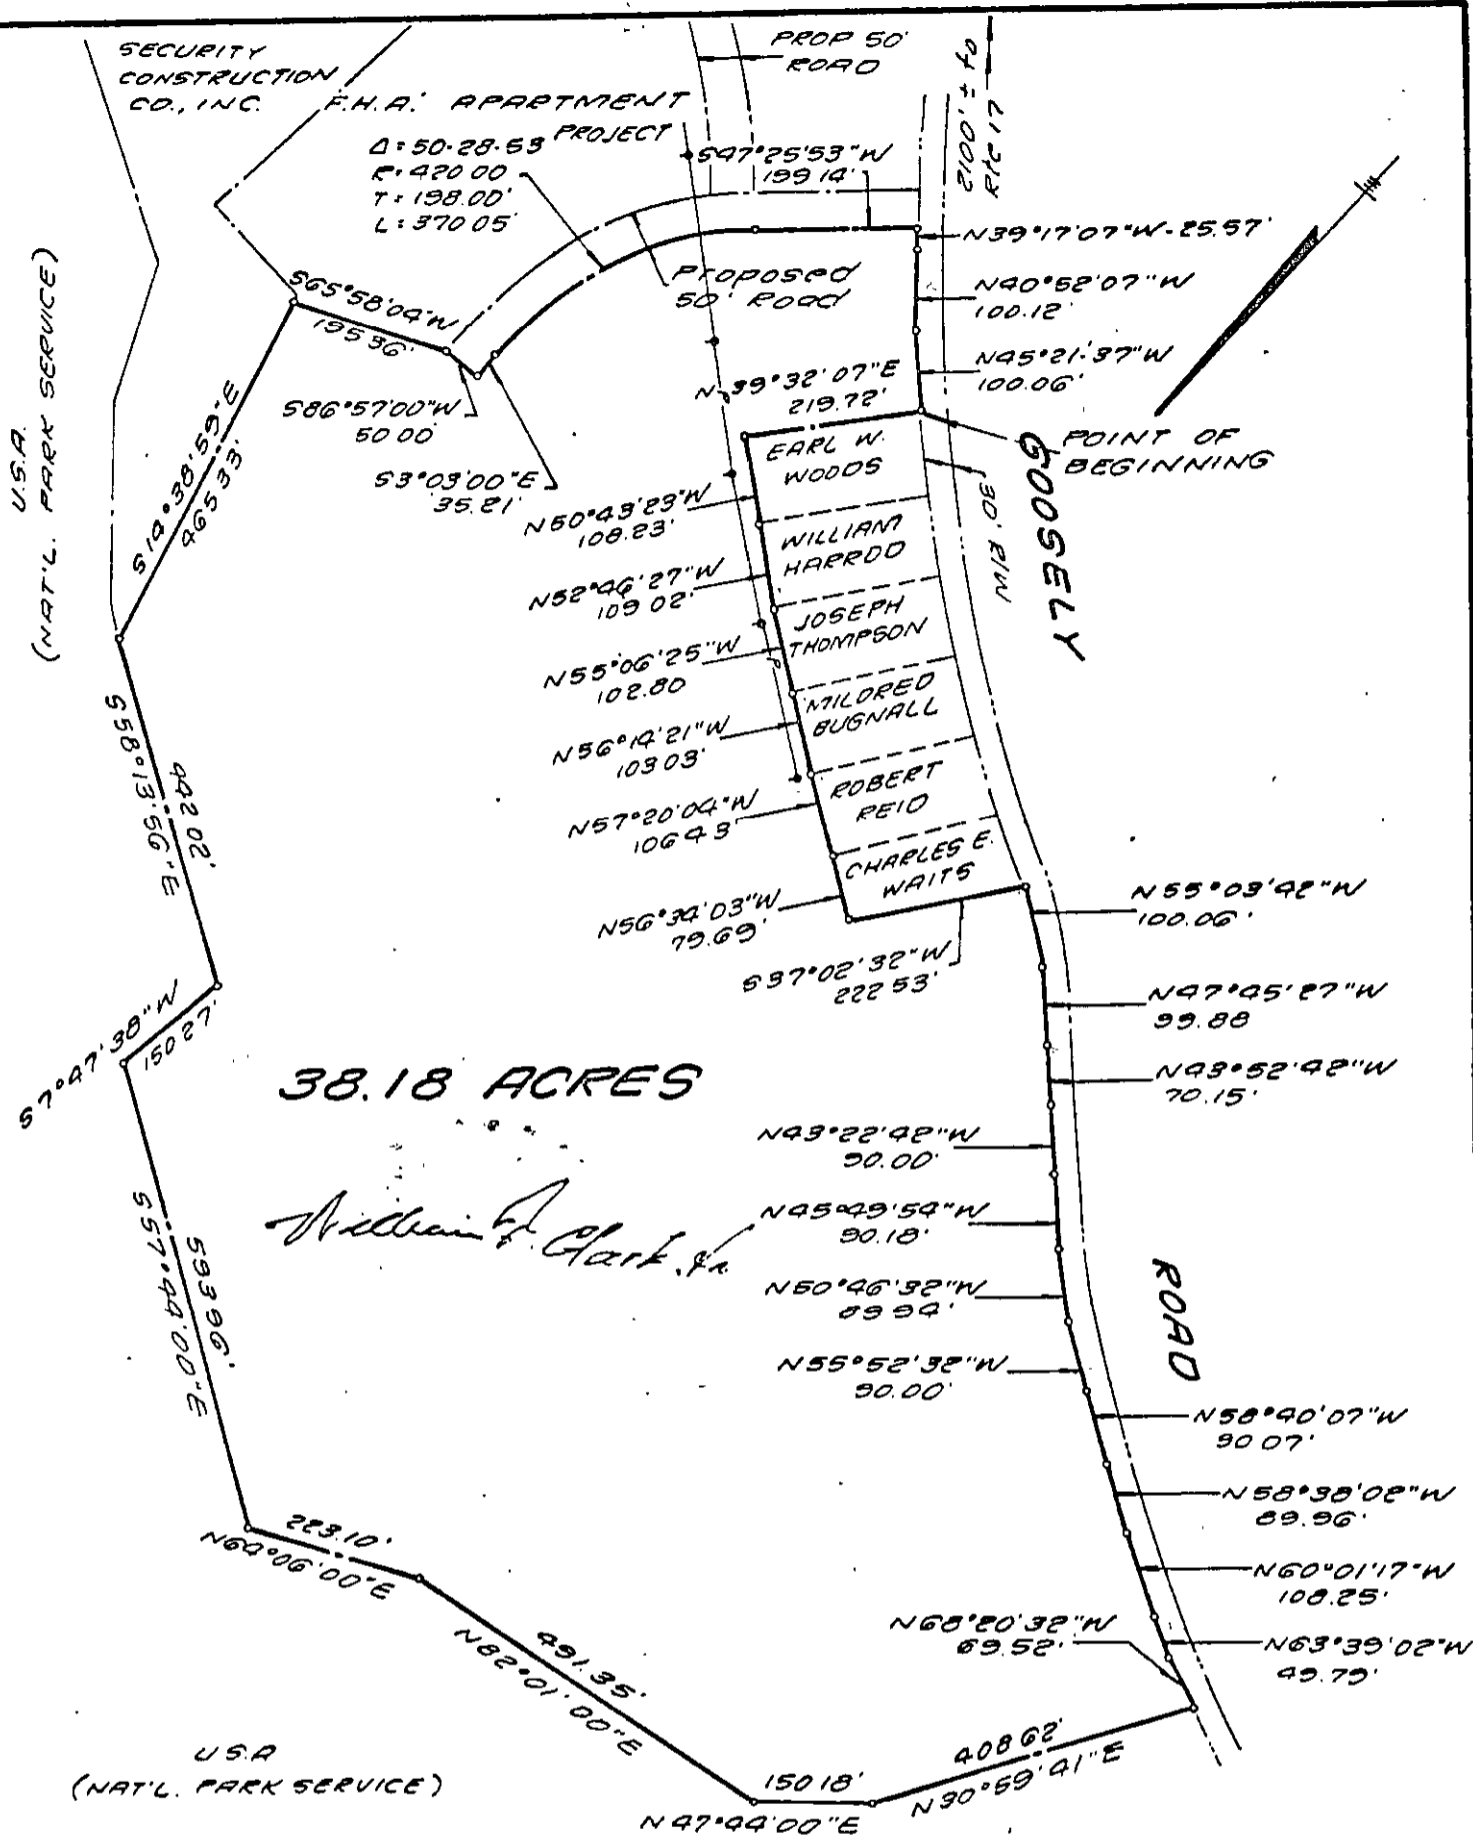 SECURITY
CONSTRUCTION
CO., INC.
F.H.A. APARTMENT
PROJECT
PROP 50'
ROAD
2100' ± TO
RTE 17
Δ: 50-28-53
R: 420 00
T: 198.00'
L: 370 05'
S47°25'53"W
199 14'
N39°17'07"W-25.57'
Proposed
50' Road
N40°52'07"W
100.12'
N45°21'37"W
100.06'
S65°58'04"W
195 36'
S86°57'00"W
50 00'
S3°03'00"E
35.21'
N 39°32'07"E
219.72'
POINT OF
BEGINNING
U.S.A.
(NAT'L. PARK SERVICE)
S14°38'59"E
465 33'
EARL W.
WOODS
WILLIAM
HARROD
JOSEPH
THOMPSON
MILDRED
BUGNALL
ROBERT
REID
CHARLES E.
WAITS
30' R/W
GOOSELY
N50°43'23"W
108.23'
N52°46'27"W
109 02'
N55°06'25"W
102.80
N56°14'21"W
103 03'
N57°20'04"W
106 43
N56°34'03"W
79.69'
S37°02'32"W
222 53'
S58°13'56"E
442 02'
S7°47'38"W
150 27'
N55°03'42"W
100.06'
N47°45'27"W
99.88
N43°52'42"W
70.15'
38.18 ACRES
William F. Clark, Jr.
N43°22'42"W
90.00'
N45°49'54"W
90.18'
N50°46'32"W
89 94'
N55°52'32"W
90.00'
ROAD
S57°44'00"E
593 96'
N58°40'07"W
90 07'
N58°38'02"W
89.96'
N60°01'17"W
108.25'
N63°39'02"W
49.79'
N68°20'32"W
69.52'
223.10'
N64°06'00"E
491.35'
N82°01'00"E
150 18'
N47°44'00"E
408 62'
N30°59'41"E
U S A
(NAT'L. PARK SERVICE)